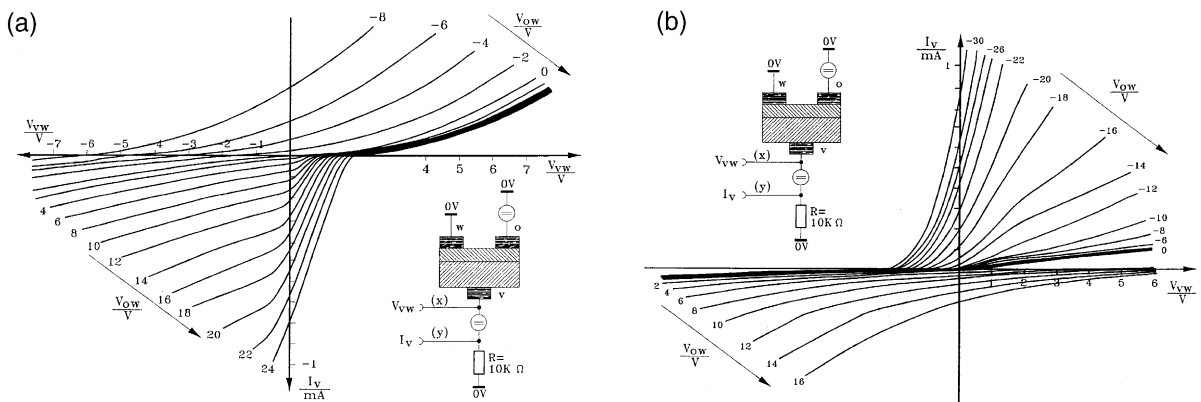 (a)
-8
-6
V_OW/V
-4
-2
0
V_VW/V
-7 -6 -5 -4 -3 -2 -1
4 5 6 7
V_VW/V
4
6
8
10
12
14
16
18
20
22
24
V_OW/V
-1
I_V/mA
0V
0V
w
o
v
V_VW (x)
I_V (y)
R=
10K Ω
0V
(b)
I_V/mA
1
-30
-26
-22
-20
-18
V_OW/V
-16
-14
-12
-10
-8
-6
0
0V
0V
w
o
v
V_VW (x)
I_V (y)
R=
10K Ω
0V
2
4
6
8
10
12
14
16
V_OW/V
1 2 3 4 5 6
V_VW/V